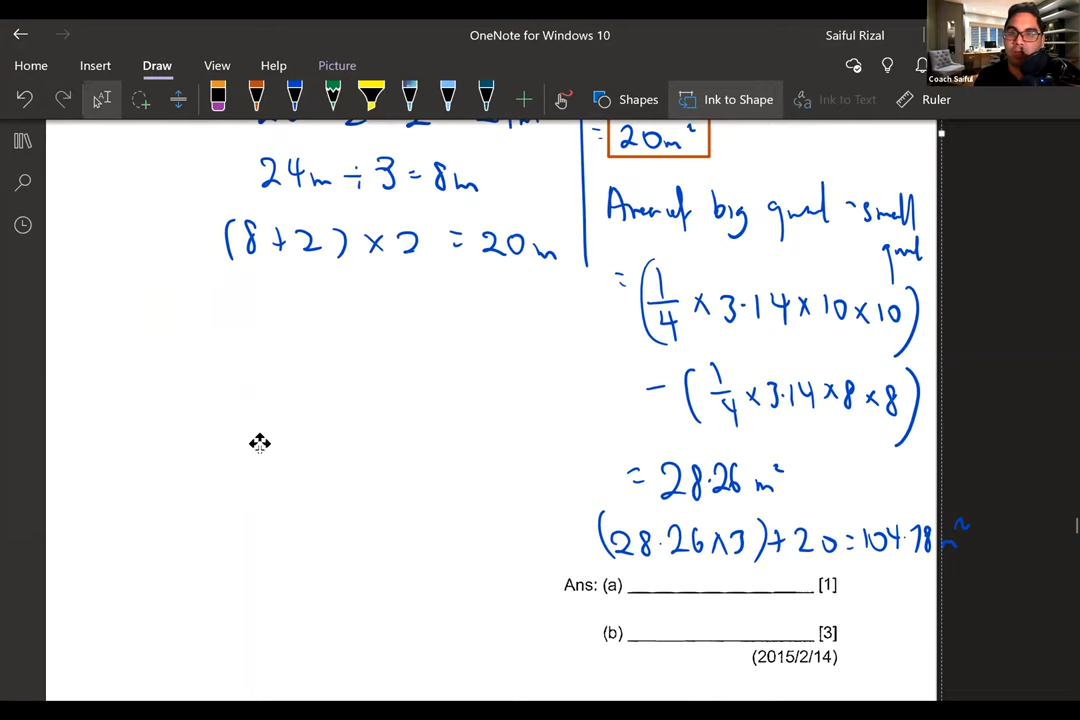 OneNote for Windows 10
Saiful Rizal
Home Insert Draw View Help Picture
Coach Saiful
Shapes Ink to Shape Ink to Text Ruler
24m ÷ 3 = 8m
(8 + 2) × 2 = 20m
= 20m²
Area of big quad - small
quad
= (1/4 × 3.14 × 10 × 10)
- (1/4 × 3.14 × 8 × 8)
= 28.26 m²
(28.26 × 3) + 20 = 104.78 m²
Ans: (a) ____________ [1]
(b) ____________ [3]
(2015/2/14)